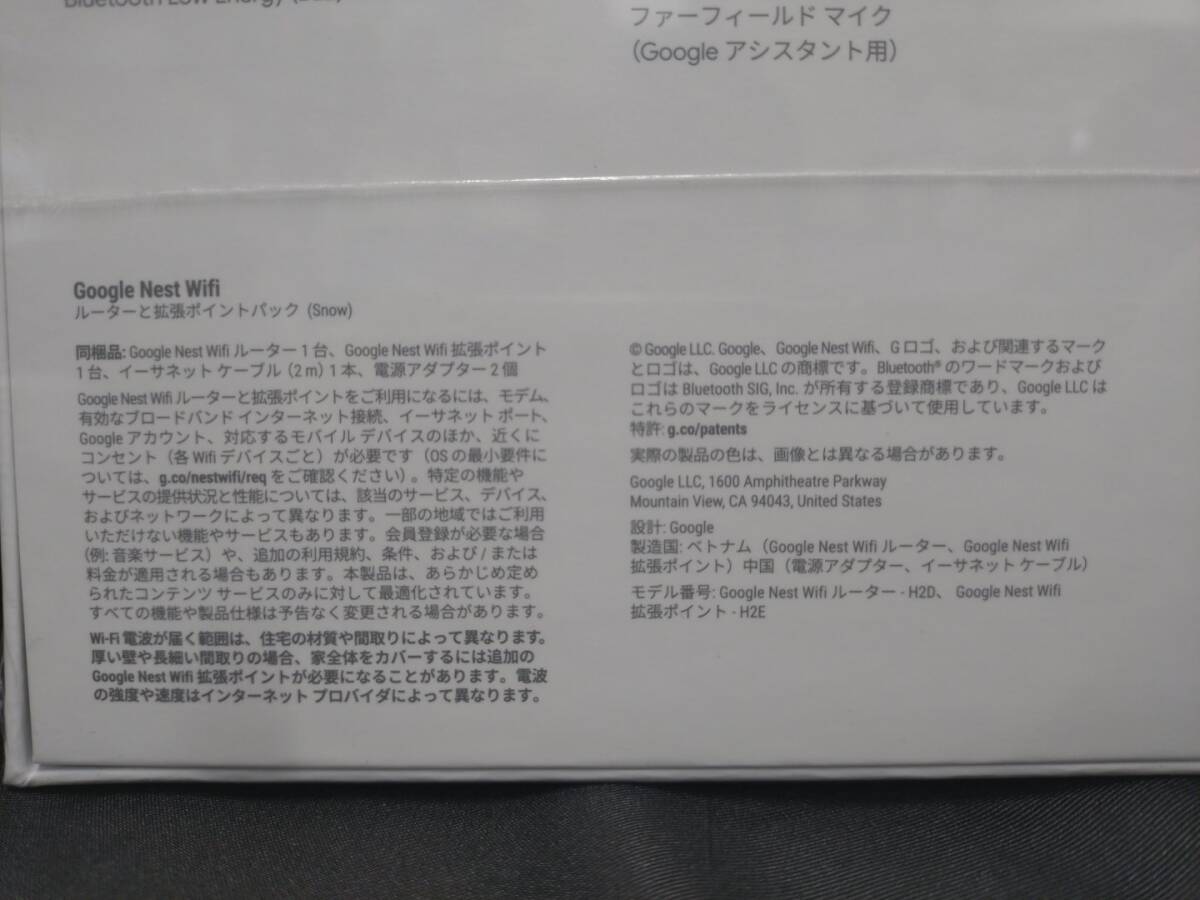 Bluetooth Low Energy
ファーフィールド マイク
(Google アシスタント用)
Google Nest Wifi
ルーターと拡張ポイントパック (Snow)
同梱品: Google Nest Wifi ルーター 1 台、Google Nest Wifi 拡張ポイント
1 台、イーサネット ケーブル (2 m) 1 本、電源アダプター 2 個
Google Nest Wifi ルーターと拡張ポイントをご利用になるには、モデム、
有効なブロードバンド インターネット接続、イーサネット ポート、
Google アカウント、対応するモバイル デバイスのほか、近くに
コンセント（各 Wifi デバイスごと）が必要です（OS の最小要件に
ついては、g.co/nestwifi/req をご確認ください）。特定の機能や
サービスの提供状況と性能については、該当のサービス、デバイス、
およびネットワークによって異なります。一部の地域ではご利用
いただけない機能やサービスもあります。会員登録が必要な場合
(例: 音楽サービス）や、追加の利用規約、条件、および / または
料金が適用される場合もあります。本製品は、あらかじめ定め
られたコンテンツ サービスのみに対して最適化されています。
すべての機能や製品仕様は予告なく変更される場合があります。
Wi-Fi 電波が届く範囲は、住宅の材質や間取りによって異なります。
厚い壁や長細い間取りの場合、家全体をカバーするには追加の
Google Nest Wifi 拡張ポイントが必要になることがあります。電波
の強度や速度はインターネット プロバイダによって異なります。
© Google LLC. Google、Google Nest Wifi、G ロゴ、および関連するマーク
とロゴは、Google LLC の商標です。Bluetooth® のワードマークおよび
ロゴは Bluetooth SIG, Inc. が所有する登録商標であり、Google LLC は
これらのマークをライセンスに基づいて使用しています。
特許: g.co/patents
実際の製品の色は、画像とは異なる場合があります。
Google LLC, 1600 Amphitheatre Parkway
Mountain View, CA 94043, United States
設計: Google
製造国: ベトナム（Google Nest Wifi ルーター、Google Nest Wifi
拡張ポイント）中国（電源アダプター、イーサネット ケーブル）
モデル番号: Google Nest Wifi ルーター - H2D、 Google Nest Wifi
拡張ポイント - H2E